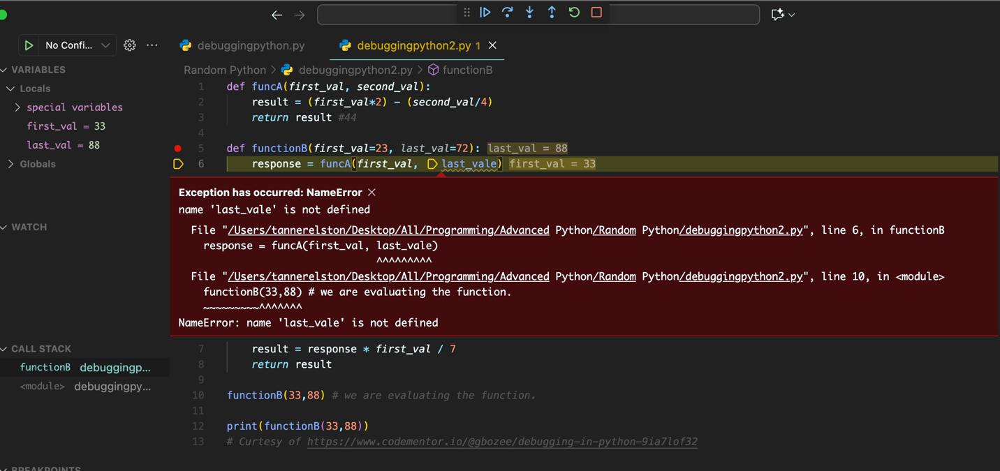 No Confi...
debuggingpython.py
debuggingpython2.py 1
VARIABLES
Locals
special variables
first_val = 33
last_val = 88
Globals
WATCH
CALL STACK
functionB debuggingp...
<module> debuggingpy...
BREAKPOINTS
Random Python > debuggingpython2.py > functionB
1 def funcA(first_val, second_val):
2 result = (first_val*2) - (second_val/4)
3 return result #44
4
5 def functionB(first_val=23, last_val=72): last_val = 88
6 response = funcA(first_val, last_vale) first_val = 33
Exception has occurred: NameError
name 'last_vale' is not defined
File "/Users/tannerelston/Desktop/All/Programming/Advanced Python/Random Python/debuggingpython2.py", line 6, in functionB
response = funcA(first_val, last_vale)
^^^^^^^^^
File "/Users/tannerelston/Desktop/All/Programming/Advanced Python/Random Python/debuggingpython2.py", line 10, in <module>
functionB(33,88) # we are evaluating the function.
~~~~~~~~~^^^^^^^
NameError: name 'last_vale' is not defined
7 result = response * first_val / 7
8 return result
9
10 functionB(33,88) # we are evaluating the function.
11
12 print(functionB(33,88))
13 # Curtesy of https://www.codementor.io/@gbozee/debugging-in-python-9ia7lof32